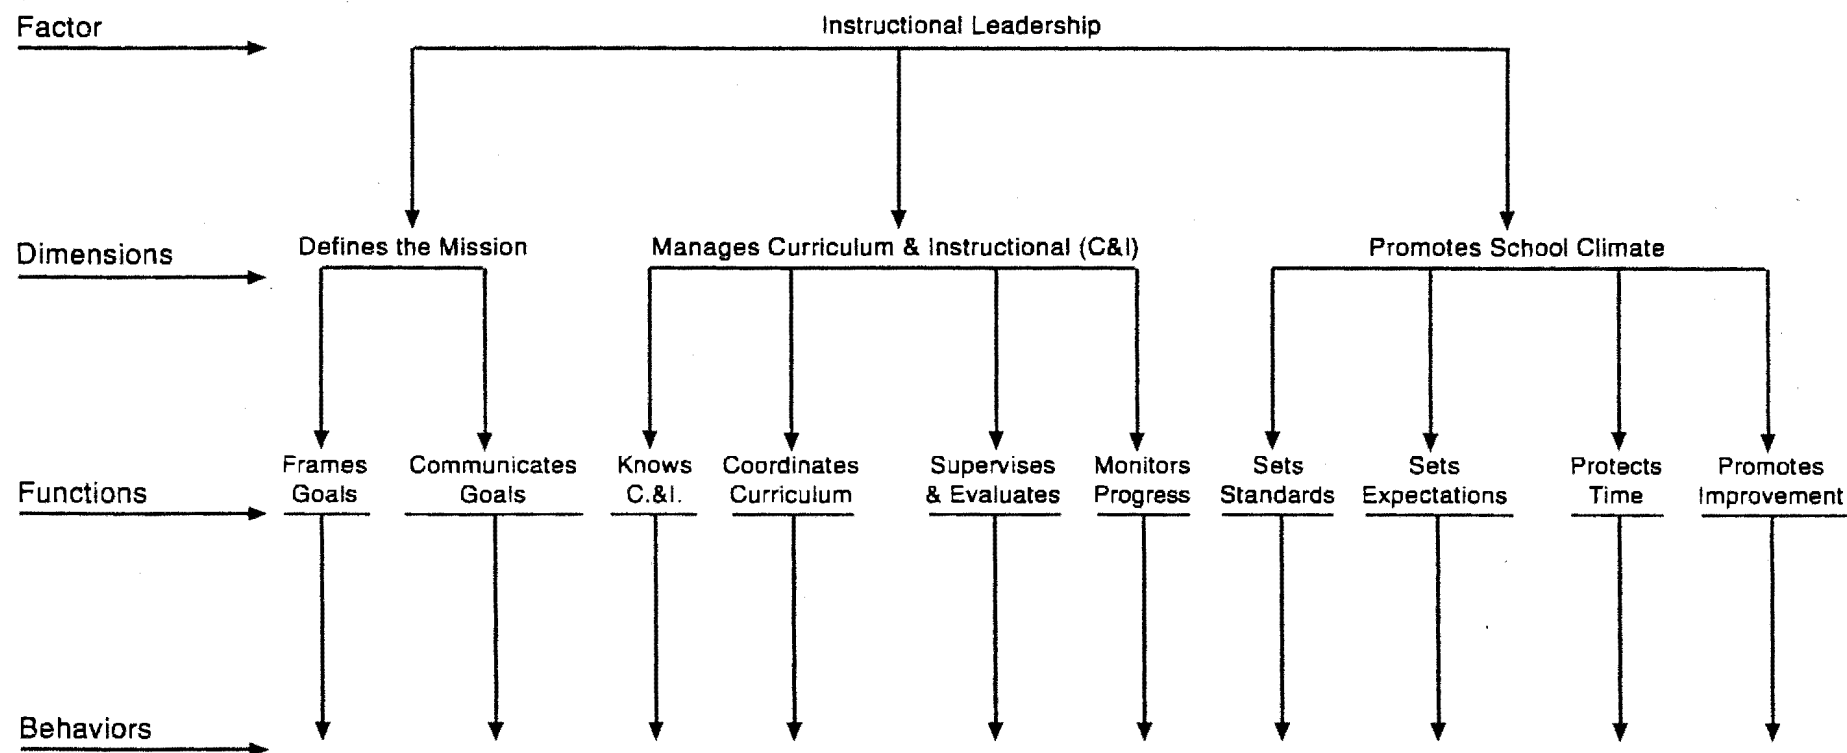 Factor
Instructional Leadership
Dimensions
Defines the Mission
Manages Curriculum & Instructional (C&I)
Promotes School Climate
Functions
Frames
Goals
Communicates
Goals
Knows
C.&I.
Coordinates
Curriculum
Supervises
& Evaluates
Monitors
Progress
Sets
Standards
Sets
Expectations
Protects
Time
Promotes
Improvement
Behaviors